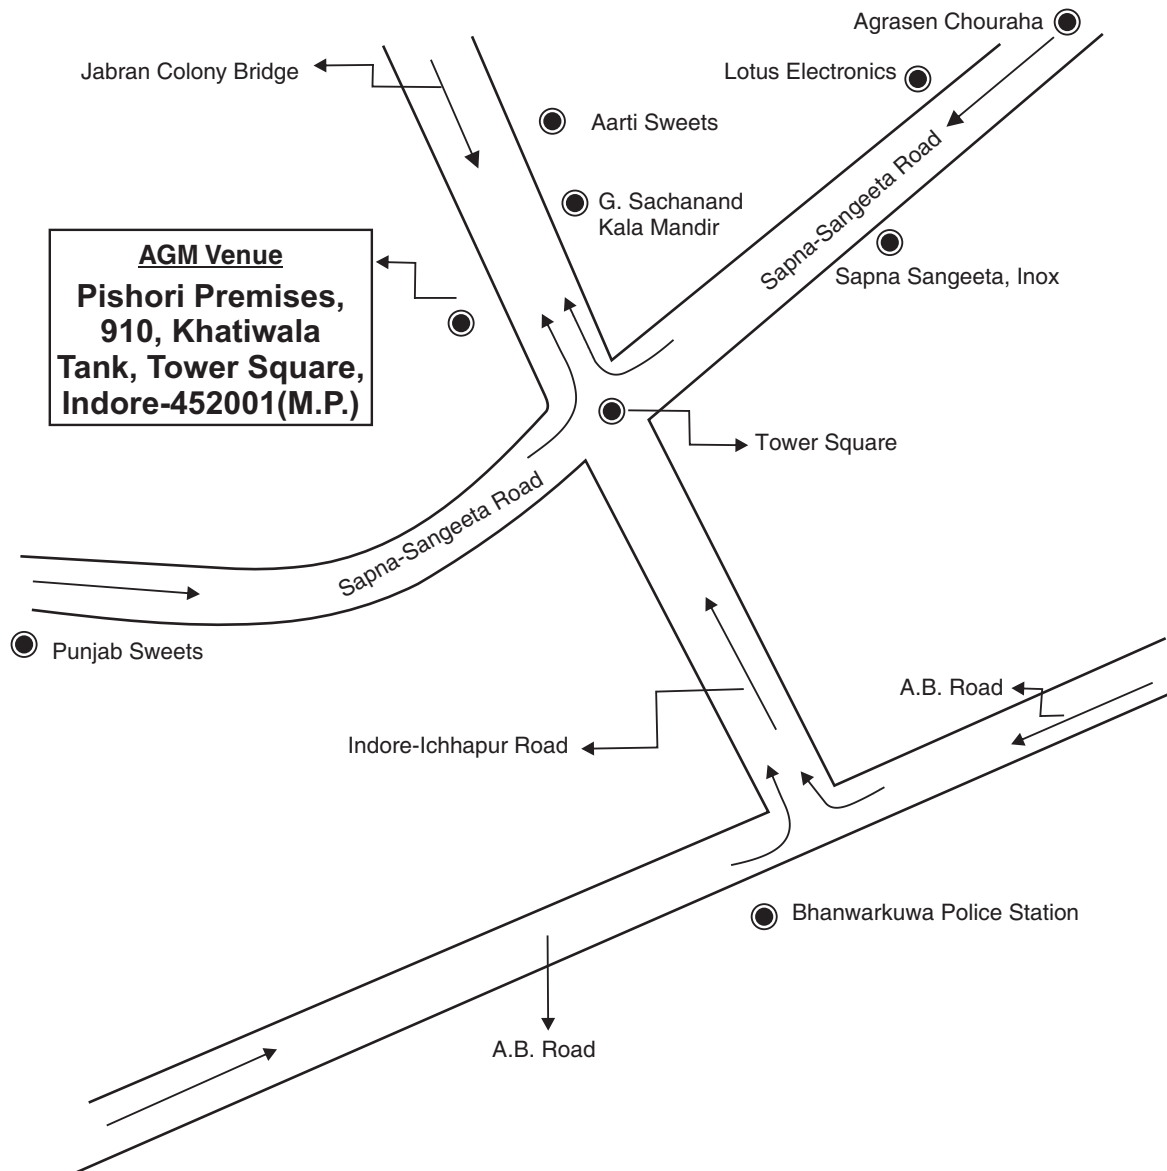 Agrasen Chouraha
Jabran Colony Bridge
Lotus Electronics
Aarti Sweets
Sapna-Sangeeta Road
G. Sachanand
Kala Mandir
AGM Venue
Pishori Premises,
910, Khatiwala
Tank, Tower Square,
Indore-452001(M.P.)
Sapna Sangeeta, Inox
Tower Square
Sapna-Sangeeta Road
Punjab Sweets
A.B. Road
Indore-Ichhapur Road
Bhanwarkuwa Police Station
A.B. Road